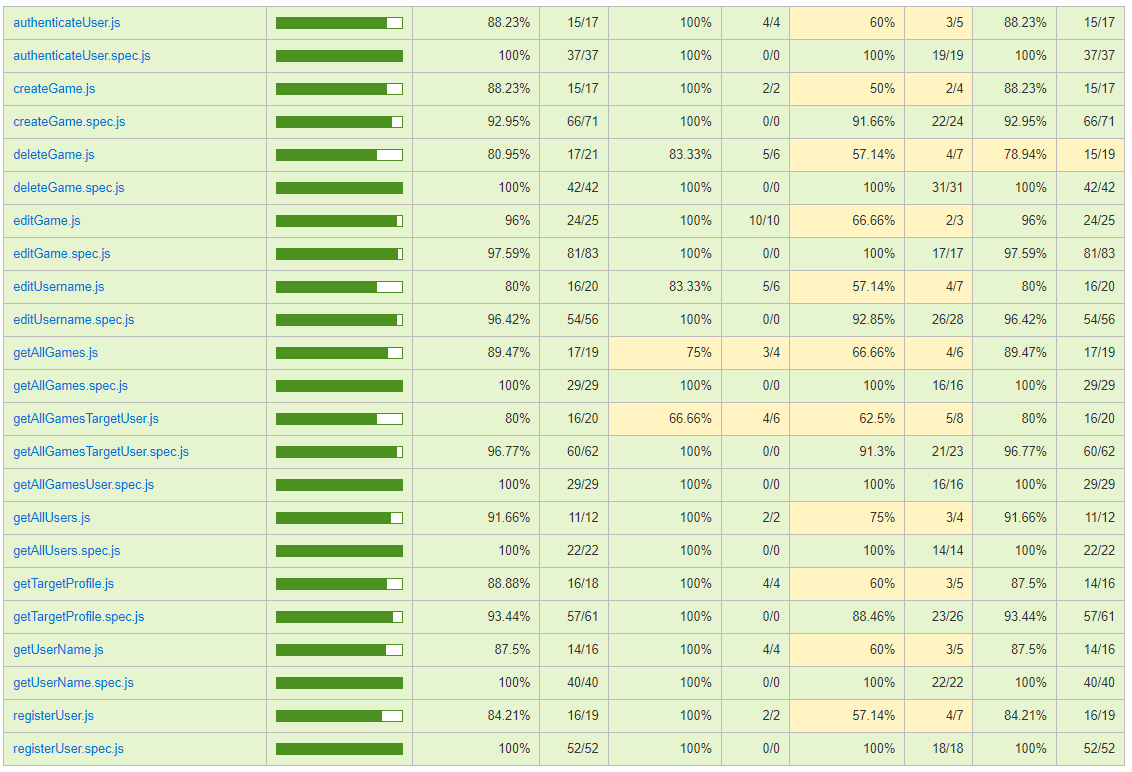 authenticateUser.js 88.23% 15/17 100% 4/4 60% 3/5 88.23% 15/17
authenticateUser.spec.js 100% 37/37 100% 0/0 100% 19/19 100% 37/37
createGame.js 88.23% 15/17 100% 2/2 50% 2/4 88.23% 15/17
createGame.spec.js 92.95% 66/71 100% 0/0 91.66% 22/24 92.95% 66/71
deleteGame.js 80.95% 17/21 83.33% 5/6 57.14% 4/7 78.94% 15/19
deleteGame.spec.js 100% 42/42 100% 0/0 100% 31/31 100% 42/42
editGame.js 96% 24/25 100% 10/10 66.66% 2/3 96% 24/25
editGame.spec.js 97.59% 81/83 100% 0/0 100% 17/17 97.59% 81/83
editUsername.js 80% 16/20 83.33% 5/6 57.14% 4/7 80% 16/20
editUsername.spec.js 96.42% 54/56 100% 0/0 92.85% 26/28 96.42% 54/56
getAllGames.js 89.47% 17/19 75% 3/4 66.66% 4/6 89.47% 17/19
getAllGames.spec.js 100% 29/29 100% 0/0 100% 16/16 100% 29/29
getAllGamesTargetUser.js 80% 16/20 66.66% 4/6 62.5% 5/8 80% 16/20
getAllGamesTargetUser.spec.js 96.77% 60/62 100% 0/0 91.3% 21/23 96.77% 60/62
getAllGamesUser.spec.js 100% 29/29 100% 0/0 100% 16/16 100% 29/29
getAllUsers.js 91.66% 11/12 100% 2/2 75% 3/4 91.66% 11/12
getAllUsers.spec.js 100% 22/22 100% 0/0 100% 14/14 100% 22/22
getTargetProfile.js 88.88% 16/18 100% 4/4 60% 3/5 87.5% 14/16
getTargetProfile.spec.js 93.44% 57/61 100% 0/0 88.46% 23/26 93.44% 57/61
getUserName.js 87.5% 14/16 100% 4/4 60% 3/5 87.5% 14/16
getUserName.spec.js 100% 40/40 100% 0/0 100% 22/22 100% 40/40
registerUser.js 84.21% 16/19 100% 2/2 57.14% 4/7 84.21% 16/19
registerUser.spec.js 100% 52/52 100% 0/0 100% 18/18 100% 52/52